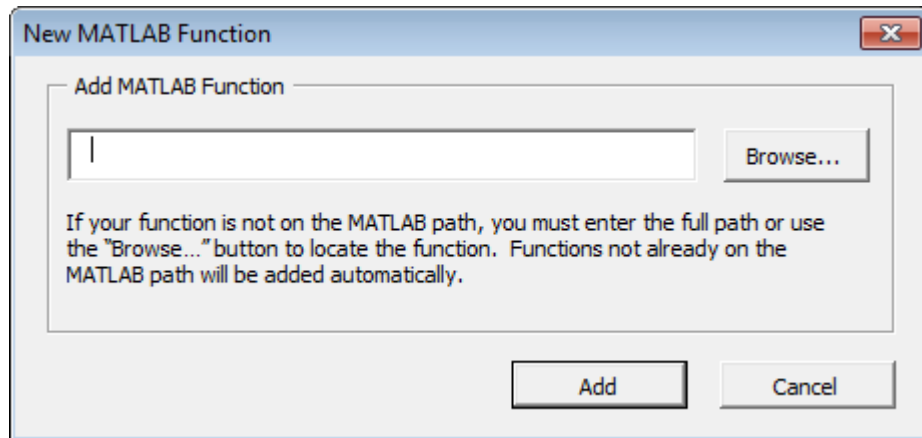 New MATLAB Function
Add MATLAB Function
Browse...
If your function is not on the MATLAB path, you must enter the full path or use
the "Browse..." button to locate the function.  Functions not already on the
MATLAB path will be added automatically.
Add
Cancel